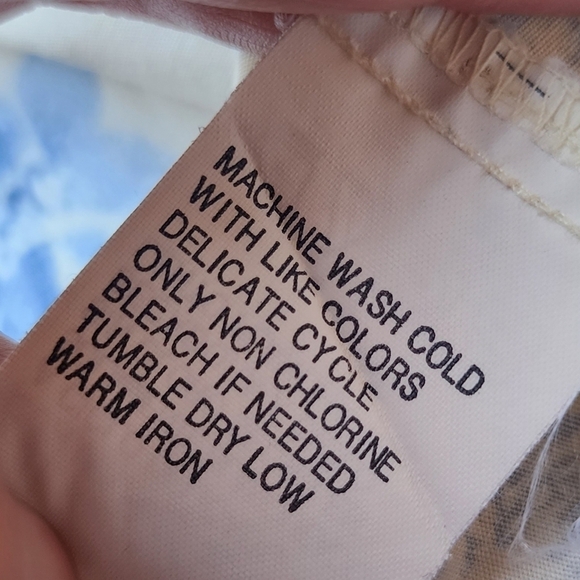 MACHINE WASH COLD
WITH LIKE COLORS
DELICATE CYCLE
ONLY NON CHLORINE
BLEACH IF NEEDED
TUMBLE DRY LOW
WARM IRON